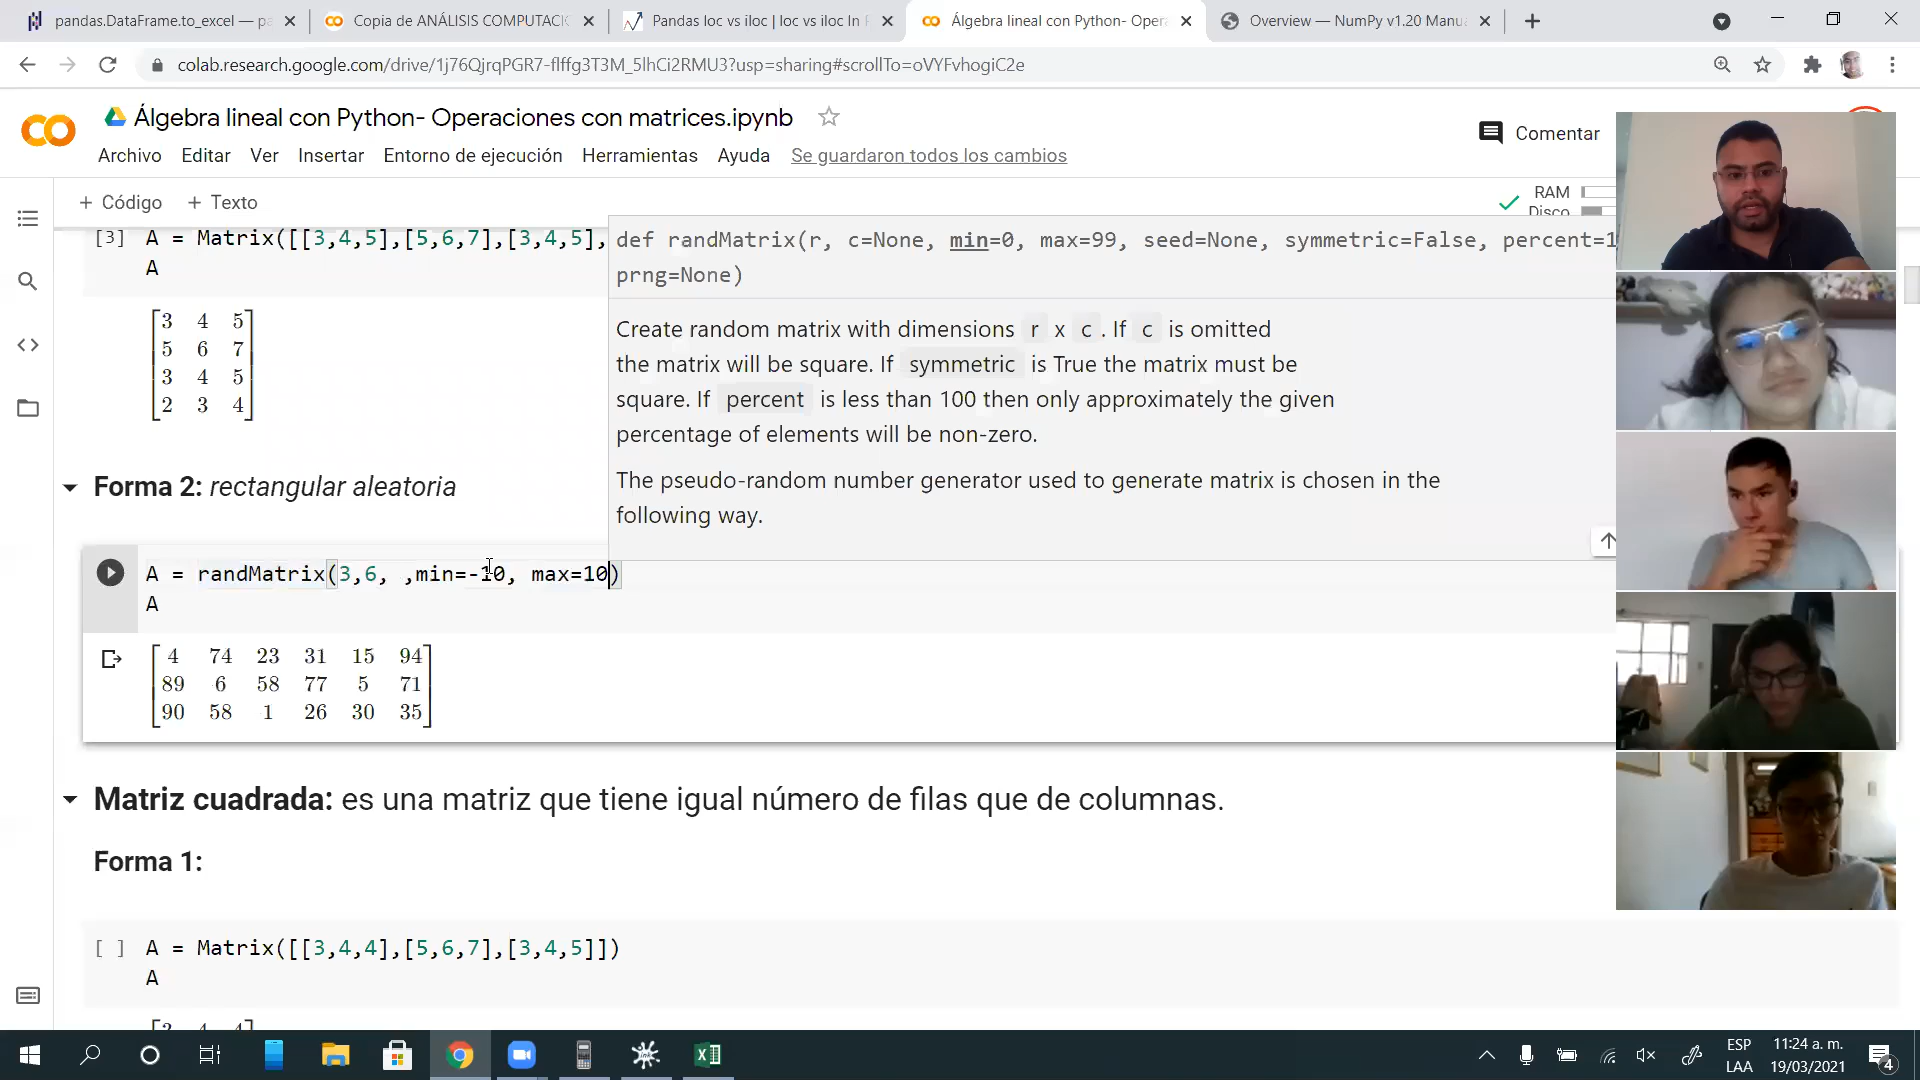 pandas.DataFrame.to_excel — pa
Copia de ANÁLISIS COMPUTACI
Pandas loc vs iloc | loc vs iloc In P
Álgebra lineal con Python- Opera
Overview — NumPy v1.20 Manua
colab.research.google.com/drive/1j76QjrqPGR7-flffg3T3M_5lhCi2RMU3?usp=sharing#scrollTo=oVYFvhogiC2e
CO
Álgebra lineal con Python- Operaciones con matrices.ipynb
Comentar
Archivo Editar Ver Insertar Entorno de ejecución Herramientas Ayuda Se guardaron todos los cambios
+ Código + Texto
RAM
Disco
[3] A = Matrix([[3,4,5],[5,6,7],[3,4,5],
A
3 4 5
5 6 7
3 4 5
2 3 4
def randMatrix(r, c=None, min=0, max=99, seed=None, symmetric=False, percent=1
prng=None)
Create random matrix with dimensions r x c. If c is omitted
the matrix will be square. If symmetric is True the matrix must be
square. If percent is less than 100 then only approximately the given
percentage of elements will be non-zero.
The pseudo-random number generator used to generate matrix is chosen in the
following way.
Forma 2: rectangular aleatoria
A = randMatrix(3,6, ,min=-10, max=10)
A
4 74 23 31 15 94
89 6 58 77 5 71
90 58 1 26 30 35
Matriz cuadrada: es una matriz que tiene igual número de filas que de columnas.
Forma 1:
[ ] A = Matrix([[3,4,4],[5,6,7],[3,4,5]])
A
3 4 4
ESP
LAA
11:24 a. m.
19/03/2021
4